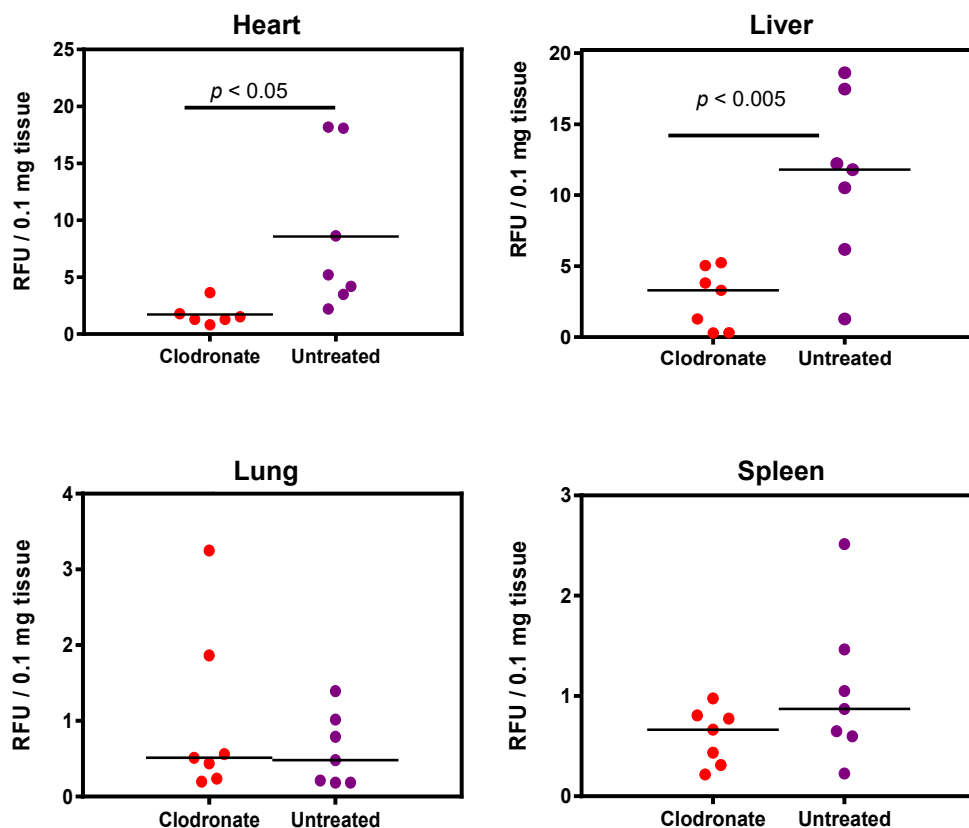 Heart
RFU / 0.1 mg tissue
25
20
15
10
5
0
p < 0.05
Clodronate Untreated
Liver
RFU / 0.1 mg tissue
20
15
10
5
0
p < 0.005
Clodronate Untreated
Lung
RFU / 0.1 mg tissue
4
3
2
1
0
Clodronate Untreated
Spleen
RFU / 0.1 mg tissue
3
2
1
0
Clodronate Untreated